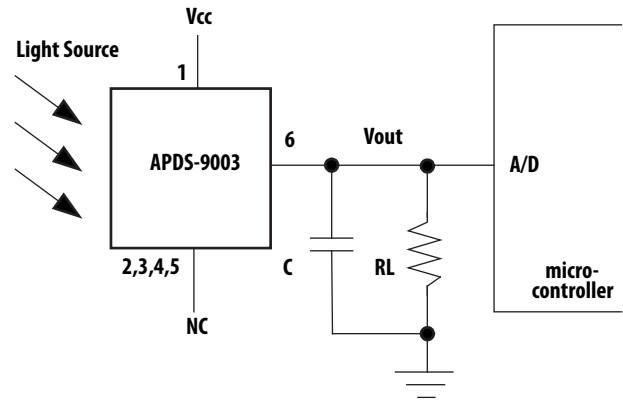 Vcc
Light Source
1
6
Vout
APDS-9003
A/D
2,3,4,5
C
RL
micro-
controller
NC